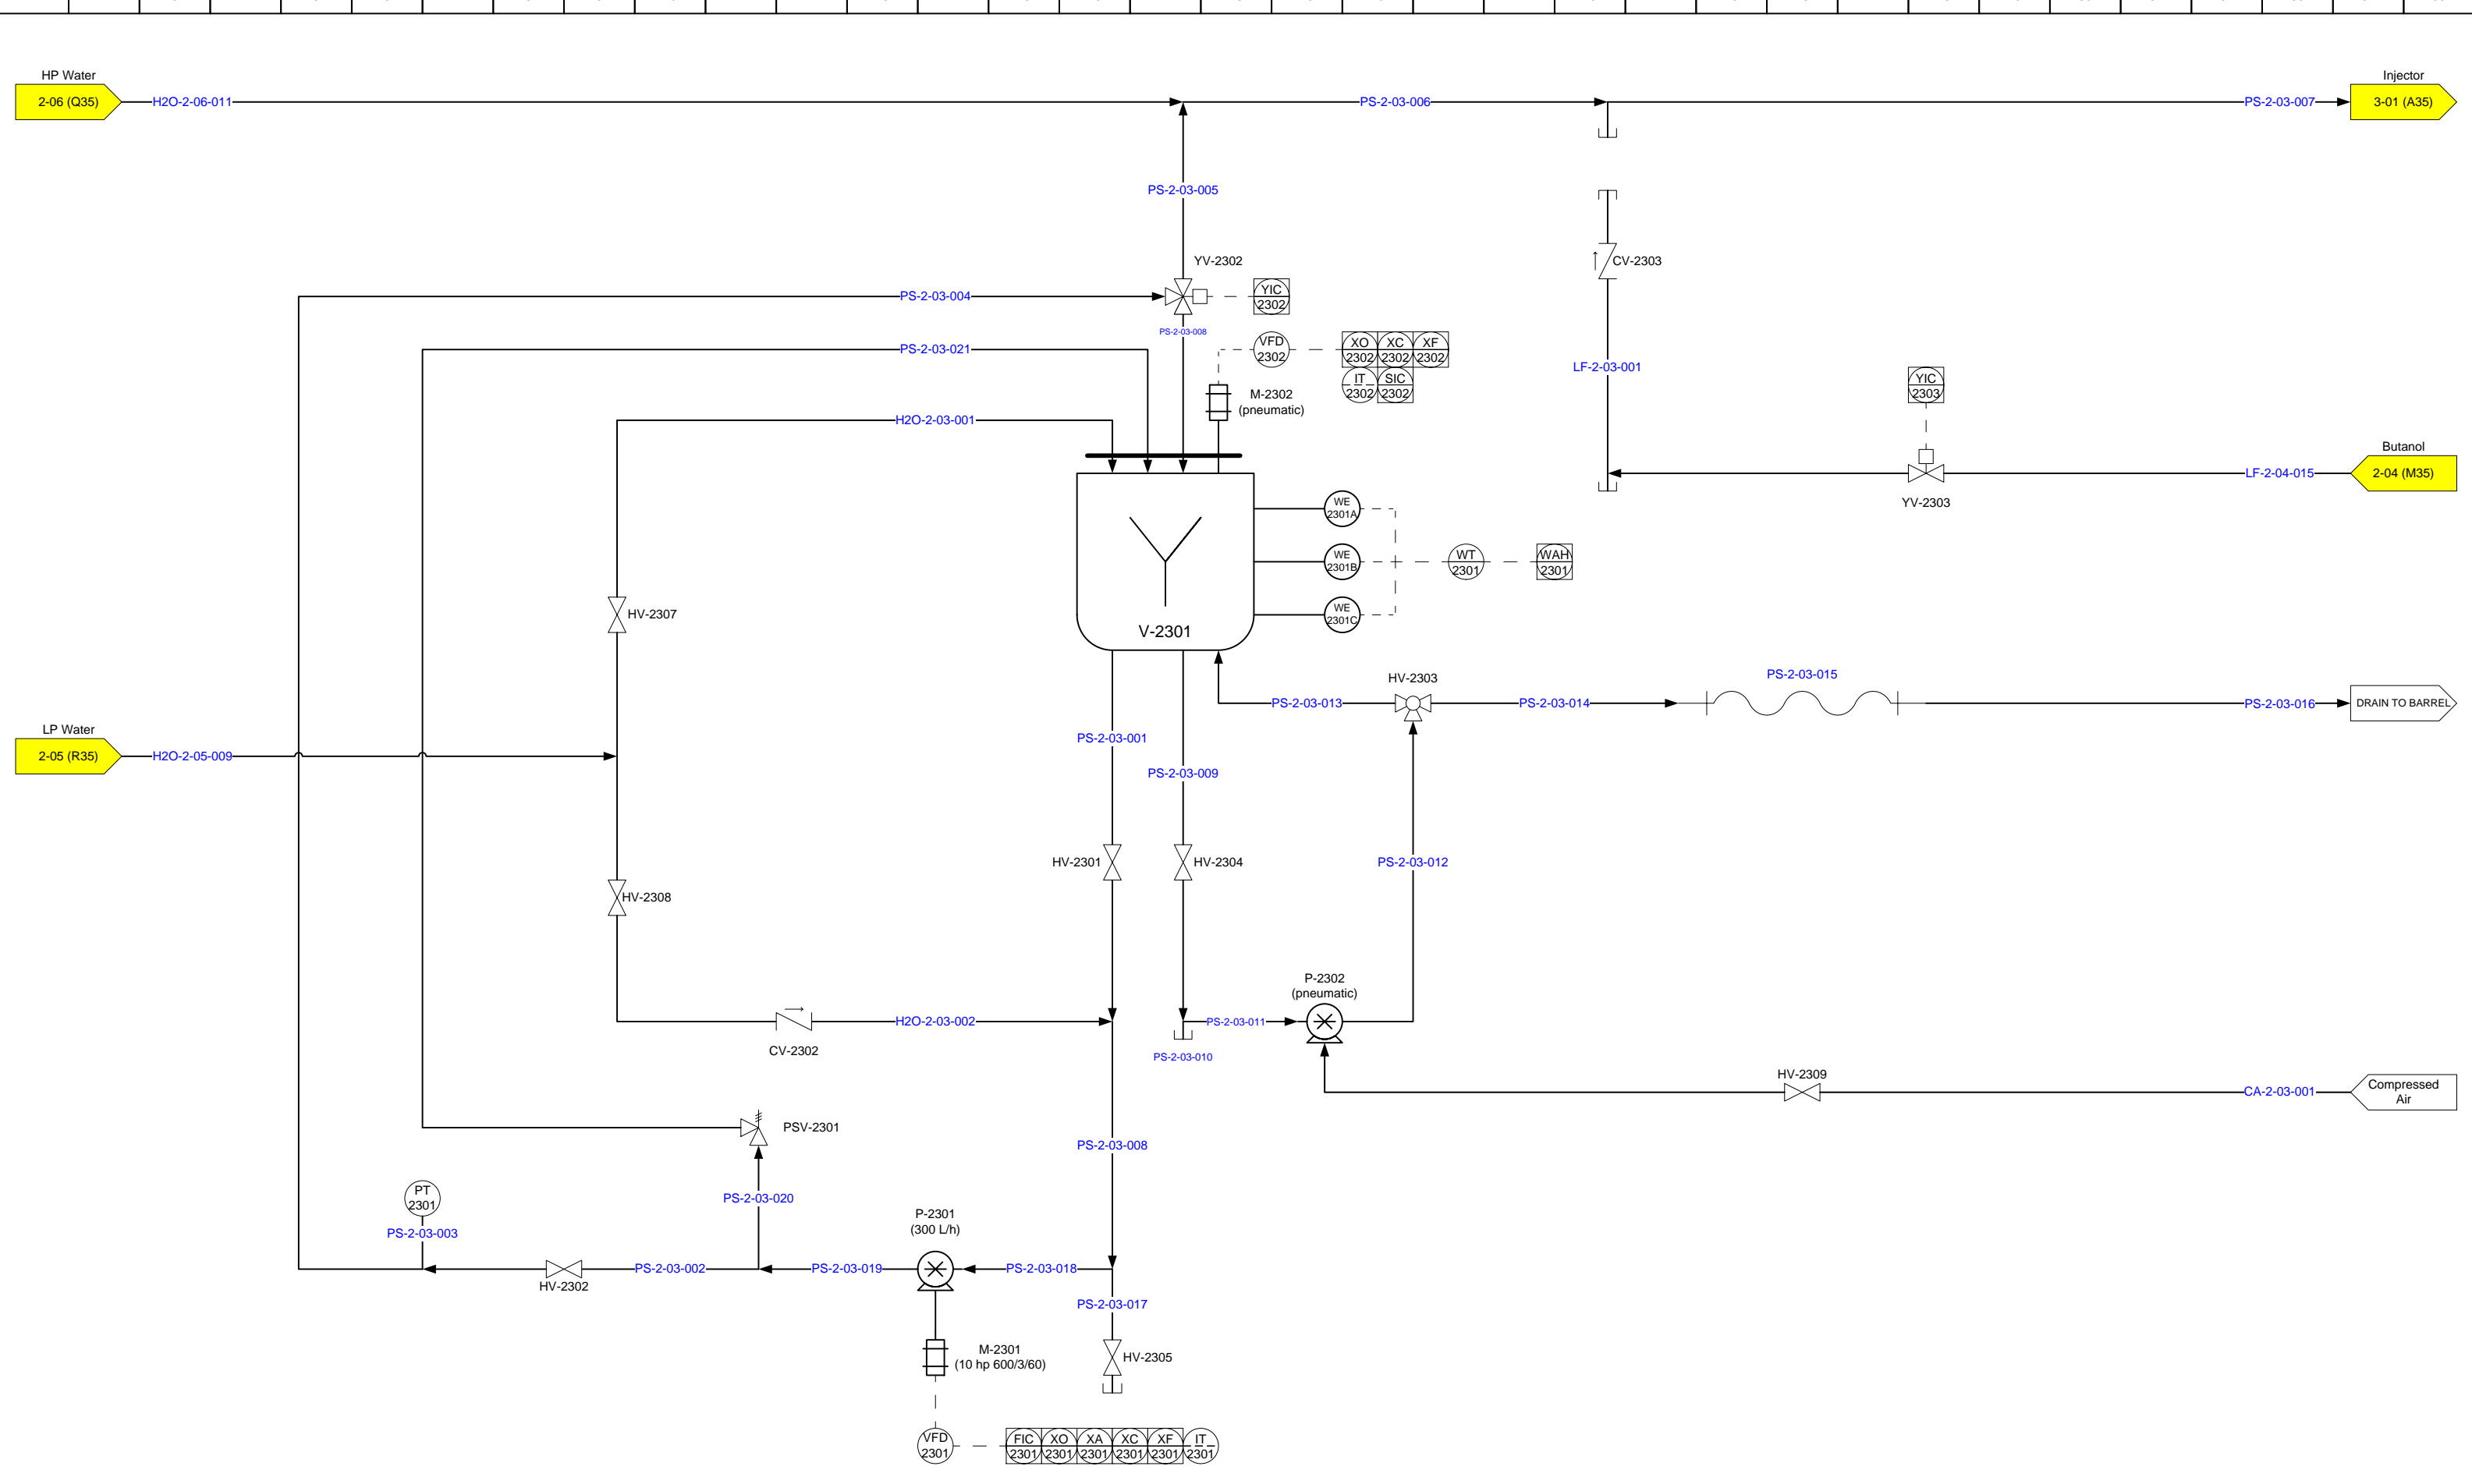 HP Water
2-06 (Q35)
H2O-2-06-011
PS-2-03-006
PS-2-03-007
Injector
3-01 (A35)
PS-2-03-005
YV-2302
CV-2303
PS-2-03-004
YIC
2302
PS-2-03-008
PS-2-03-021
VFD
2302
XO
2302
XC
2302
XF
2302
IT
2302
SIC
2302
M-2302
(pneumatic)
LF-2-03-001
YIC
2303
H2O-2-03-001
Butanol
2-04 (M35)
LF-2-04-015
YV-2303
WE
2301A
WE
2301B
WT
2301
WAH
2301
WE
2301C
HV-2307
V-2301
HV-2303
PS-2-03-015
PS-2-03-013
PS-2-03-014
PS-2-03-016
DRAIN TO BARREL
LP Water
2-05 (R35)
H2O-2-05-009
PS-2-03-001
PS-2-03-009
HV-2301
HV-2304
PS-2-03-012
HV-2308
P-2302
(pneumatic)
H2O-2-03-002
PS-2-03-011
CV-2302
PS-2-03-010
HV-2309
CA-2-03-001
Compressed
Air
PSV-2301
PS-2-03-008
PT
2301
PS-2-03-020
PS-2-03-003
P-2301
(300 L/h)
HV-2302
PS-2-03-002
PS-2-03-019
PS-2-03-018
PS-2-03-017
M-2301
(10 hp 600/3/60)
HV-2305
VFD
2301
FIC
2301
XO
2301
XA
2301
XC
2301
XF
2301
IT
2301